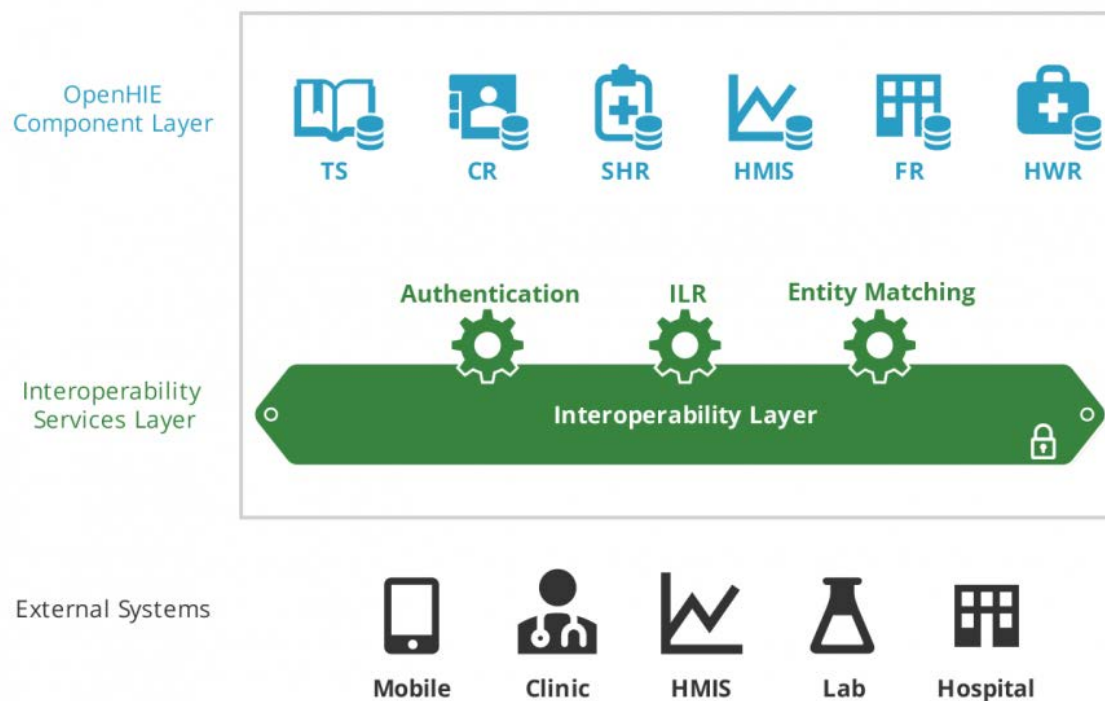 OpenHIE
Component Layer
TS
CR
SHR
HMIS
FR
HWR
Authentication
ILR
Entity Matching
Interoperability
Services Layer
Interoperability Layer
External Systems
Mobile
Clinic
HMIS
Lab
Hospital